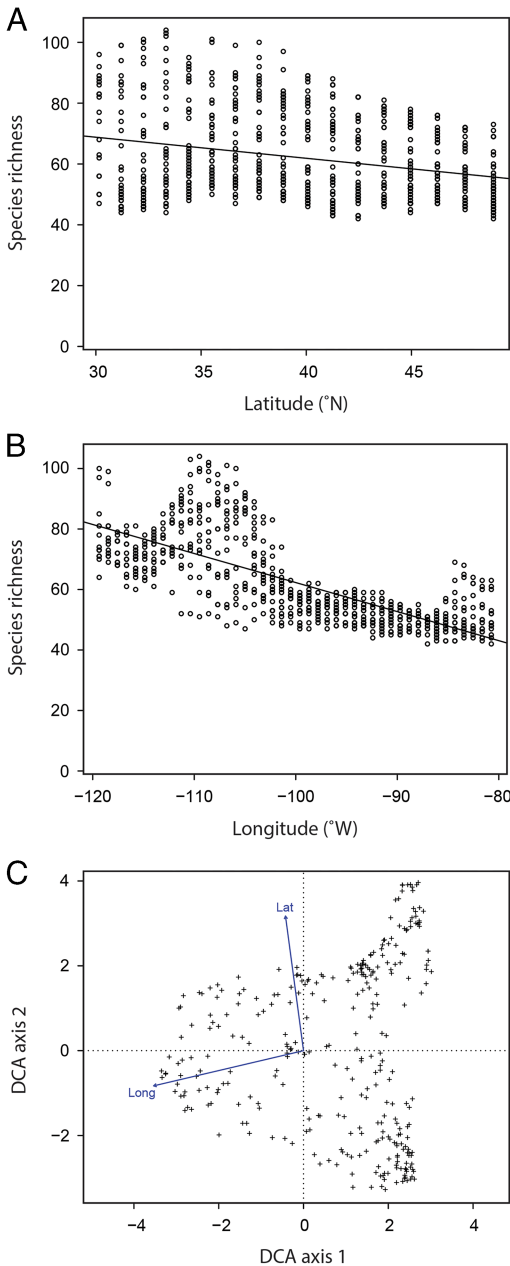 A
100
80
60
40
20
0
Species richness
30 35 40 45
Latitude (˚N)
B
100
80
60
40
20
0
Species richness
−120 −110 −100 −90 −80
Longitude (˚W)
C
4
2
0
−2
DCA axis 2
Lat
Long
−4 −2 0 2 4
DCA axis 1